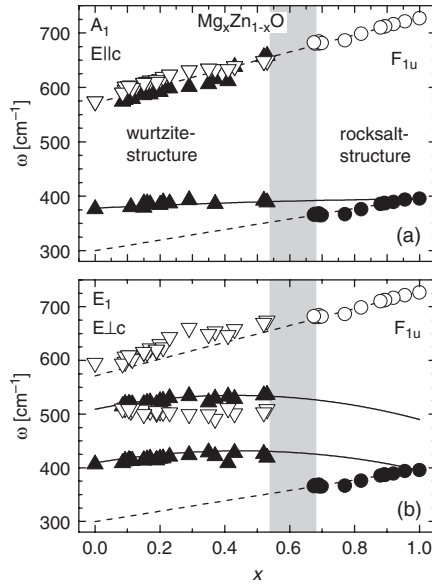 A₁
E||c
MgₓZn₁₋ₓO
F₁ᵤ
700
600
500
400
300
ω [cm⁻¹]
wurtzite-
structure
rocksalt-
structure
(a)
E₁
E⊥c
F₁ᵤ
700
600
500
400
300
ω [cm⁻¹]
(b)
0.0 0.2 0.4 0.6 0.8 1.0
x